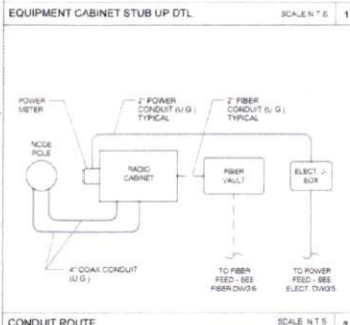 EQUIPMENT CABINET STUB UP DTL.
SCALE N.T.S.
1
POWER
METER
2" POWER
CONDUIT (U.G.)
TYPICAL
2" FIBER
CONDUIT (U.G.)
TYPICAL
NODE
POLE
RADIO
CABINET
FIBER
VAULT
ELECT. J-
BOX
4" COAX CONDUIT
(U.G.)
TO FIBER
FEED - SEE
FIBER DWGS.
TO POWER
FEED - SEE
ELECT. DWGS.
CONDUIT ROUTE
SCALE N.T.S.